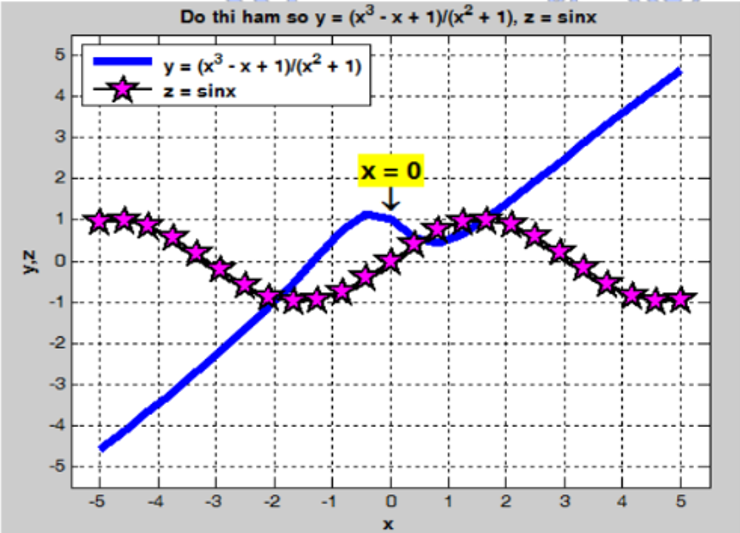 Do thi ham so y = (x³ - x + 1)/(x² + 1), z = sinx
y = (x³ - x + 1)/(x² + 1)
z = sinx
x = 0
5
4
3
2
1
0
-1
-2
-3
-4
-5
y,z
-5 -4 -3 -2 -1 0 1 2 3 4 5
x